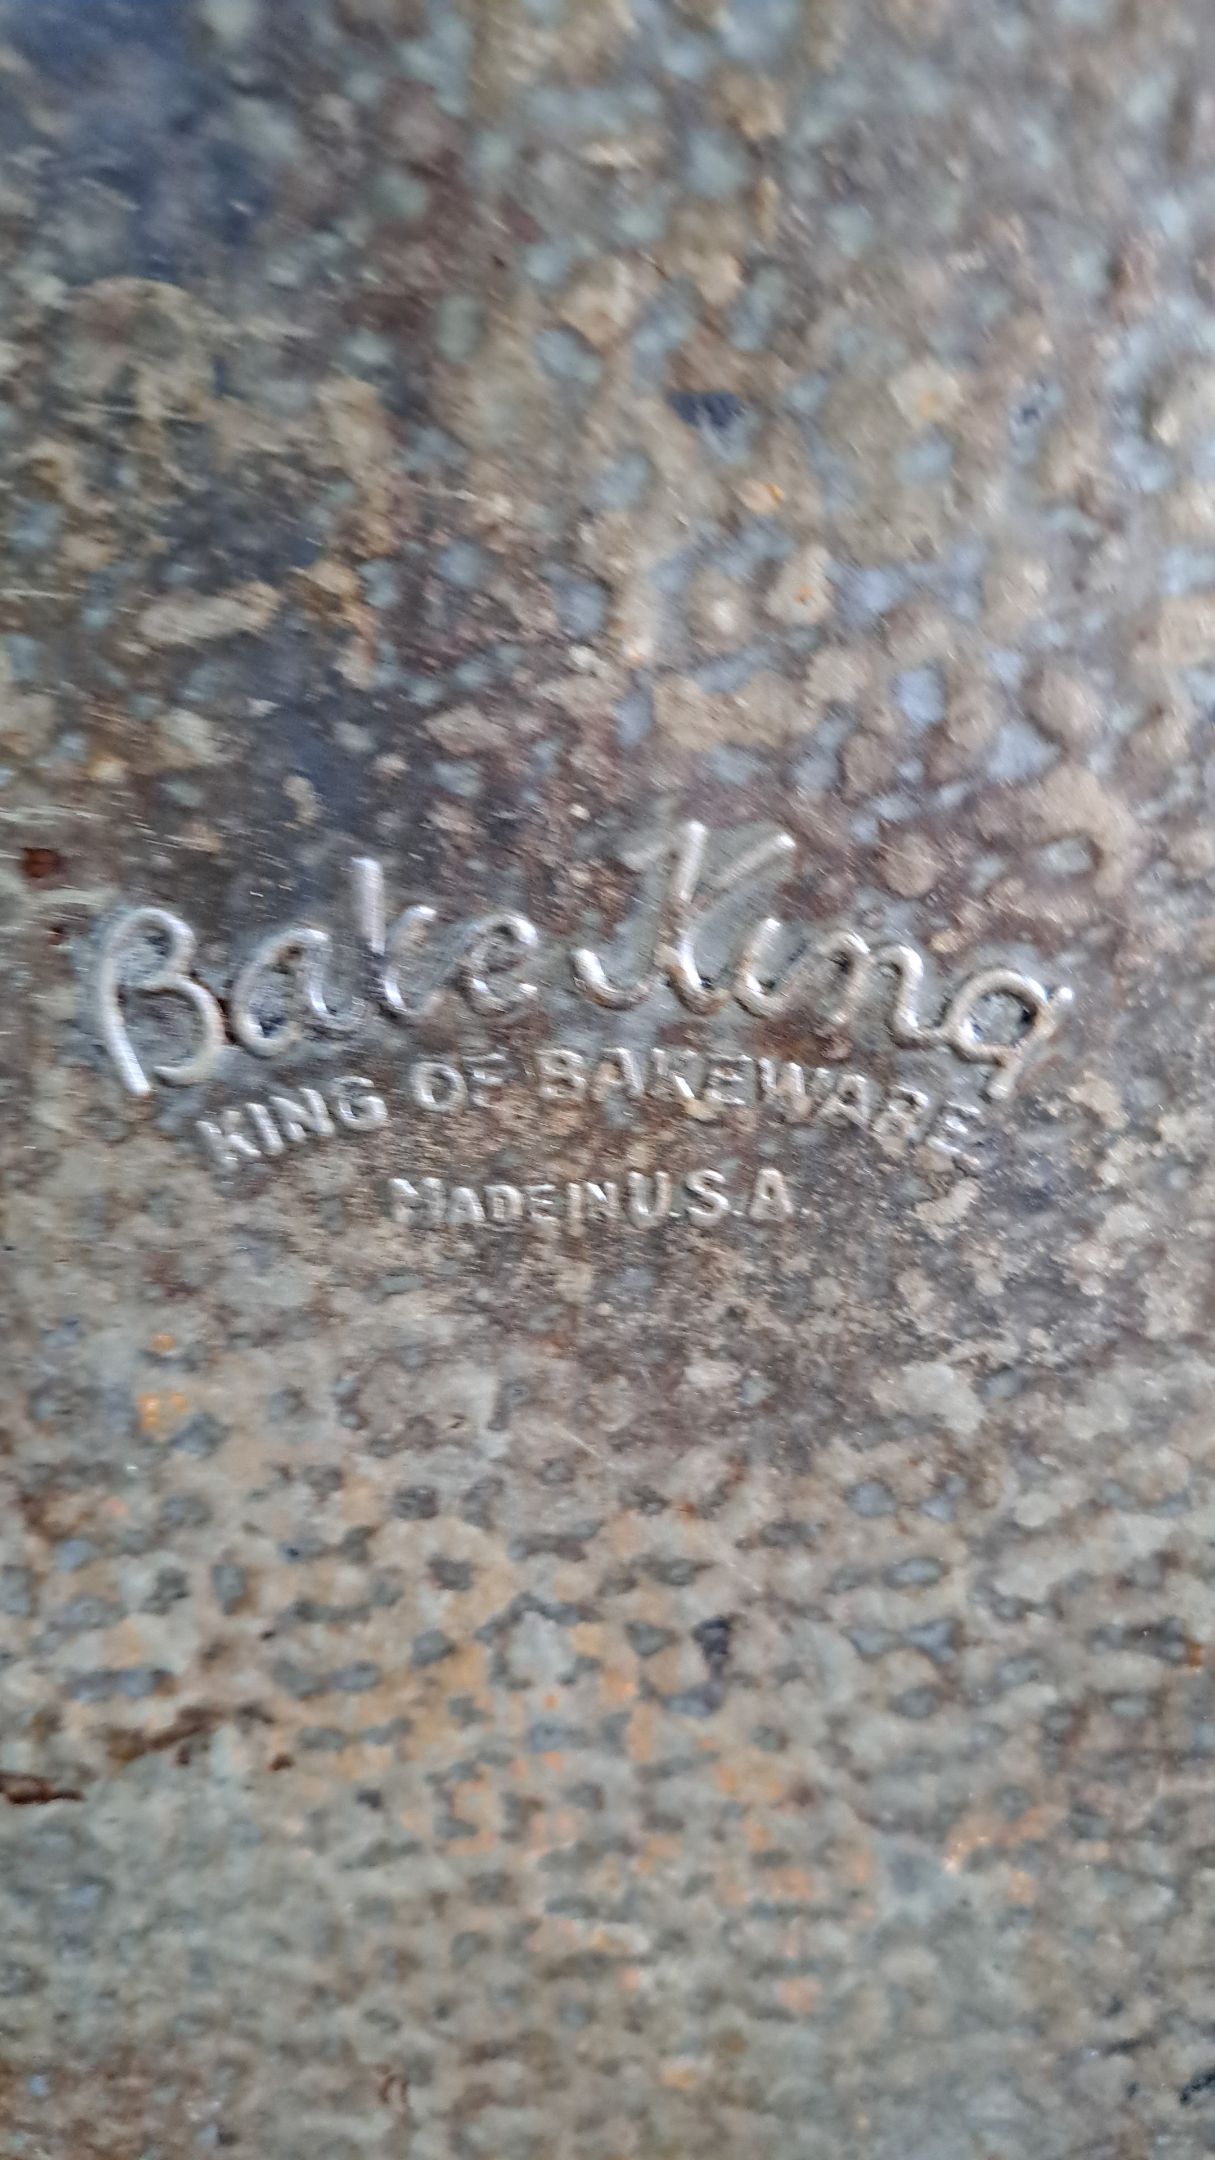 Bake King
KING OF BAKEWARE
MADE IN U.S.A.